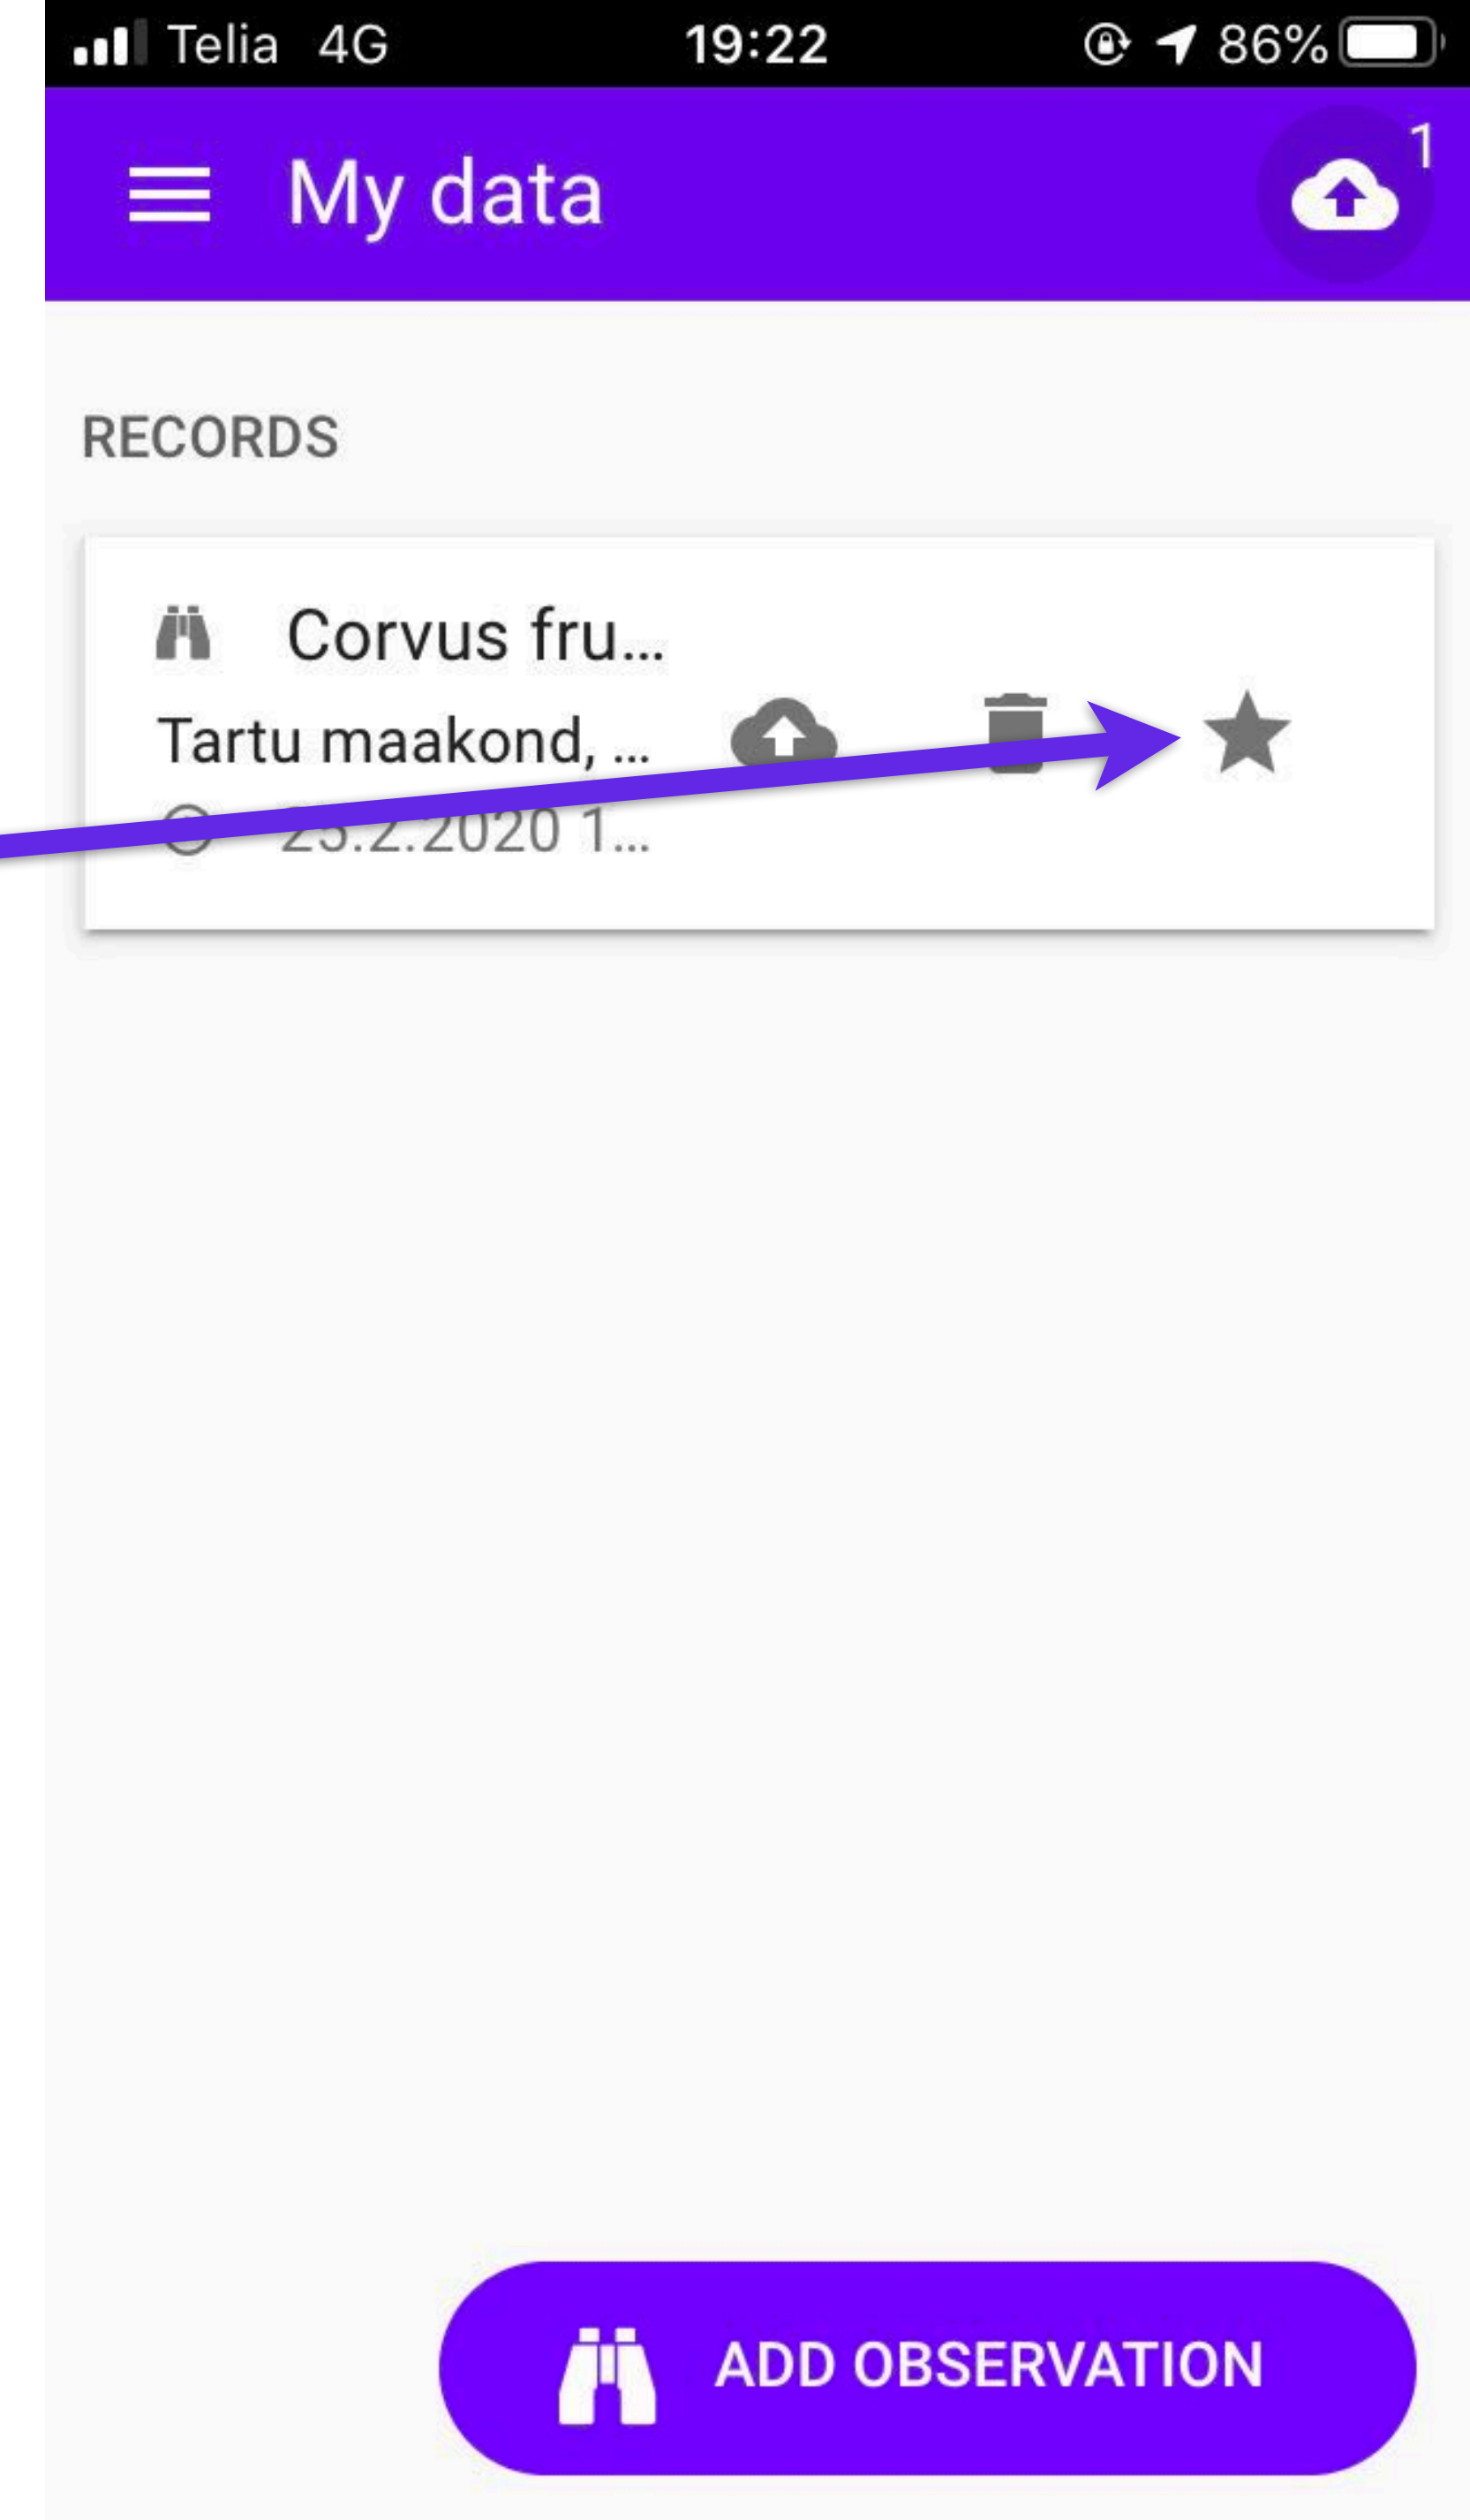 Telia 4G 19:22 86%
My data 1
RECORDS
Corvus fru...
Tartu maakond, ...
25.2.2020 1...
ADD OBSERVATION